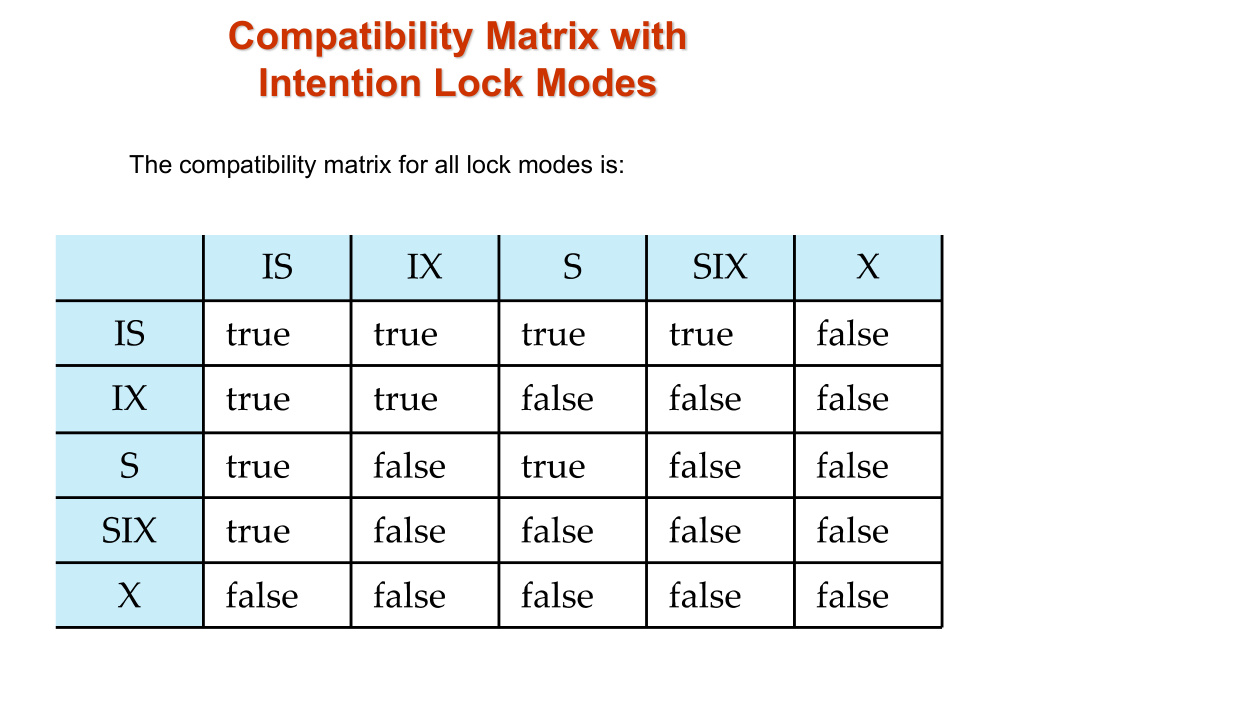 Compatibility Matrix with
Intention Lock Modes
The compatibility matrix for all lock modes is:
IS IX S SIX X
IS true true true true false
IX true true false false false
S true false true false false
SIX true false false false false
X false false false false false